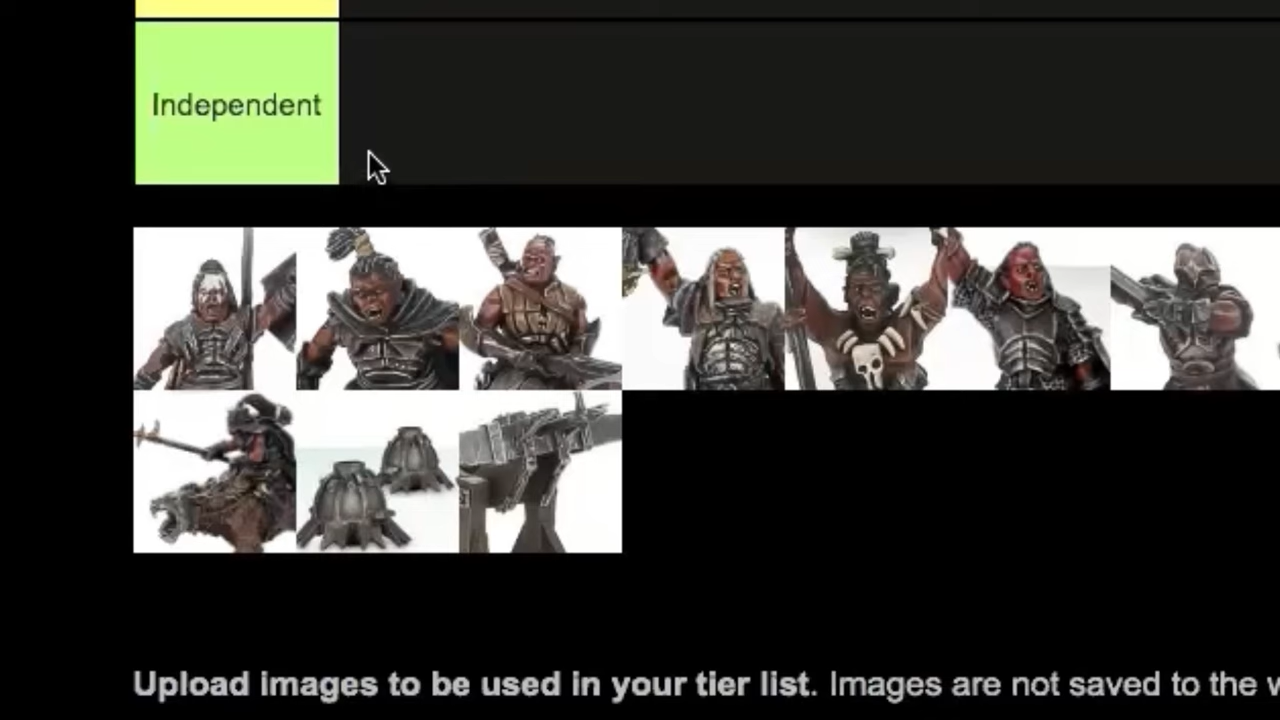 Independent
Upload images to be used in your tier list. Images are not saved to the